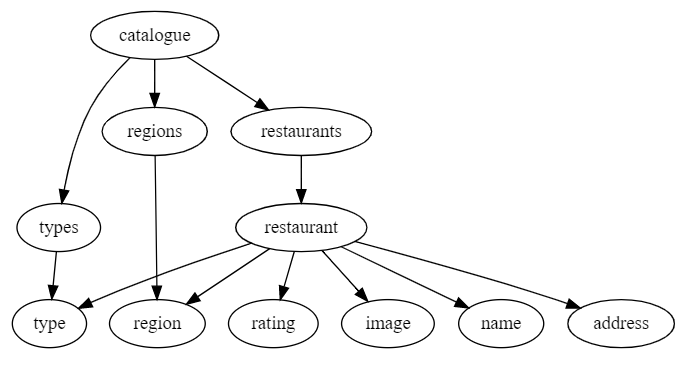 catalogue
regions
restaurants
types
restaurant
type
region
rating
image
name
address